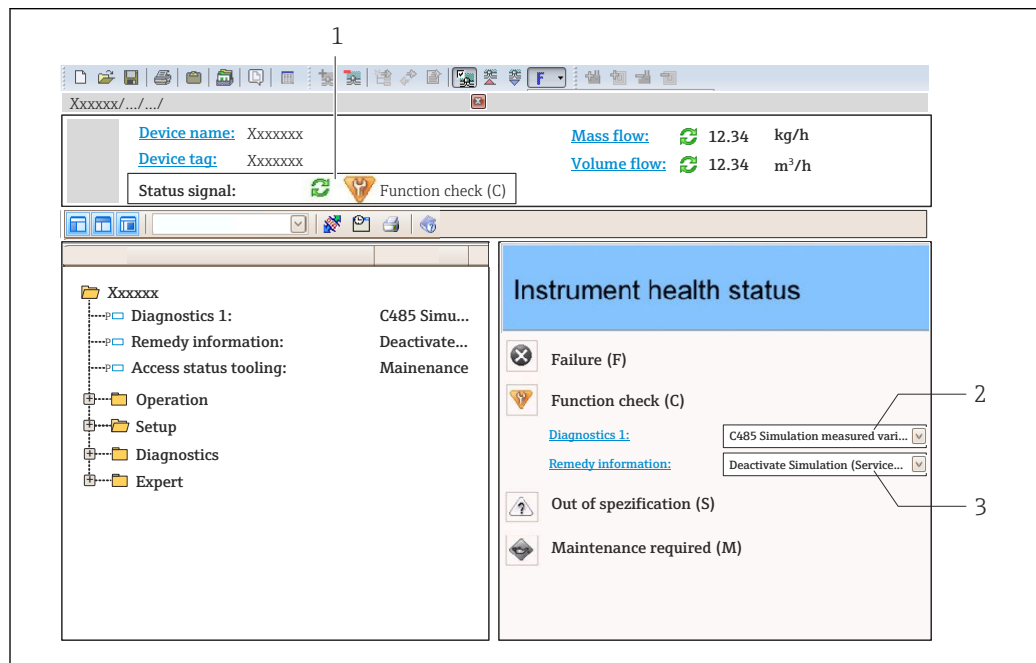 1
F
Xxxxxx/.../.../
Device name: Xxxxxxx
Mass flow: 12.34 kg/h
Device tag: Xxxxxxx
Volume flow: 12.34 m³/h
Status signal: Function check (C)
Xxxxxx
P Diagnostics 1: C485 Simu...
P Remedy information: Deactivate...
P Access status tooling: Mainenance
Operation
Setup
Diagnostics
Expert
Instrument health status
Failure (F)
Function check (C)
2
Diagnostics 1: C485 Simulation measured vari...
Remedy information: Deactivate Simulation (Service...
3
Out of spezification (S)
Maintenance required (M)